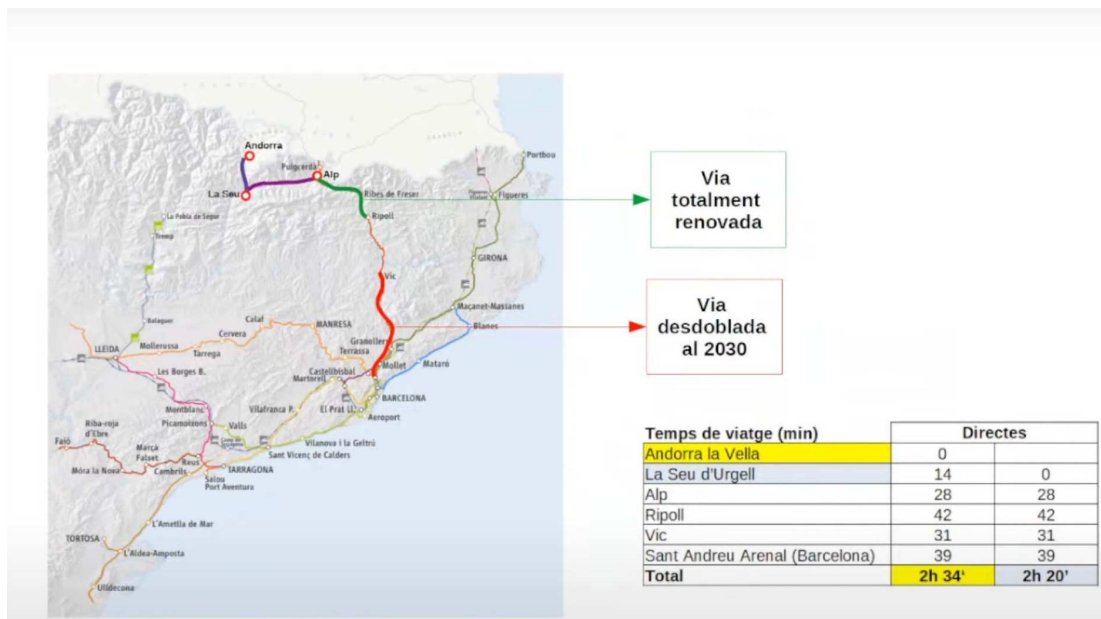 Andorra
Portbou
Puigcerdà
Alp
La Seu
Ribes de Freser
Figueres
La Pobla de Segur
Ripoll
Tremp
GIRONA
Vic
Maçanet-Massanes
Balaguer
Calaf
MANRESA
Blanes
Cervera
Granollers
LLEIDA
Mollerussa
Tàrrega
Terrassa
Mollet
Mataró
Les Borges B.
Castellbisbal
Martorell
BARCELONA
Montblanc
Vilafranca P.
El Prat Ll.
Aeroport
Riba-roja
d'Ebre
Picamoixons
Valls
Faió
Marçà
Falset
Vilanova i la Geltrú
Sant Vicenç de Calders
Móra la Nova
Reus
Cambrils
TARRAGONA
Salou
Port Aventura
L'Ametlla de Mar
TORTOSA
L'Aldea-Amposta
Ulldecona
Via
totalment
renovada
Via
desdoblada
al 2030
Temps de viatge (min) Directes
Andorra la Vella 0
La Seu d'Urgell 14 0
Alp 28 28
Ripoll 42 42
Vic 31 31
Sant Andreu Arenal (Barcelona) 39 39
Total 2h 34‘ 2h 20’